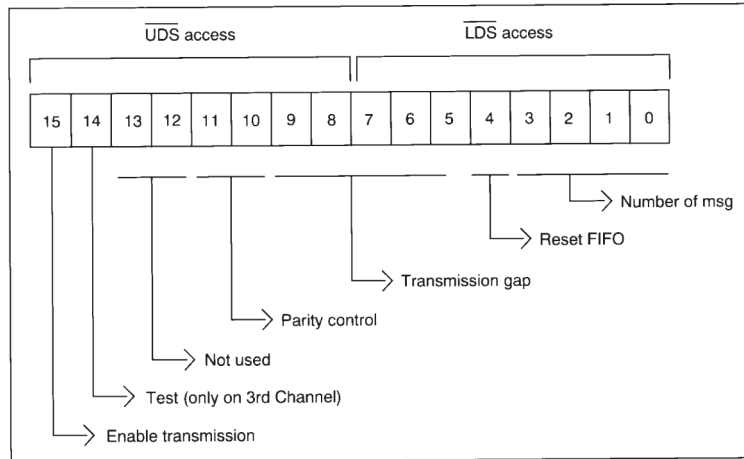 UDS access LDS access
15 14 13 12 11 10 9 8 7 6 5 4 3 2 1 0
Number of msg
Reset FIFO
Transmission gap
Parity control
Not used
Test (only on 3rd Channel)
Enable transmission